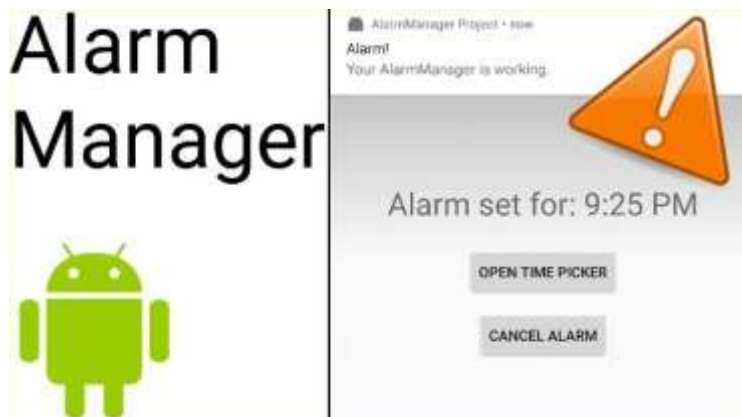 Alarm
Manager
AlarmManager Project • now
Alarm!
Your AlarmManager is working.
Alarm set for: 9:25 PM
OPEN TIME PICKER
CANCEL ALARM